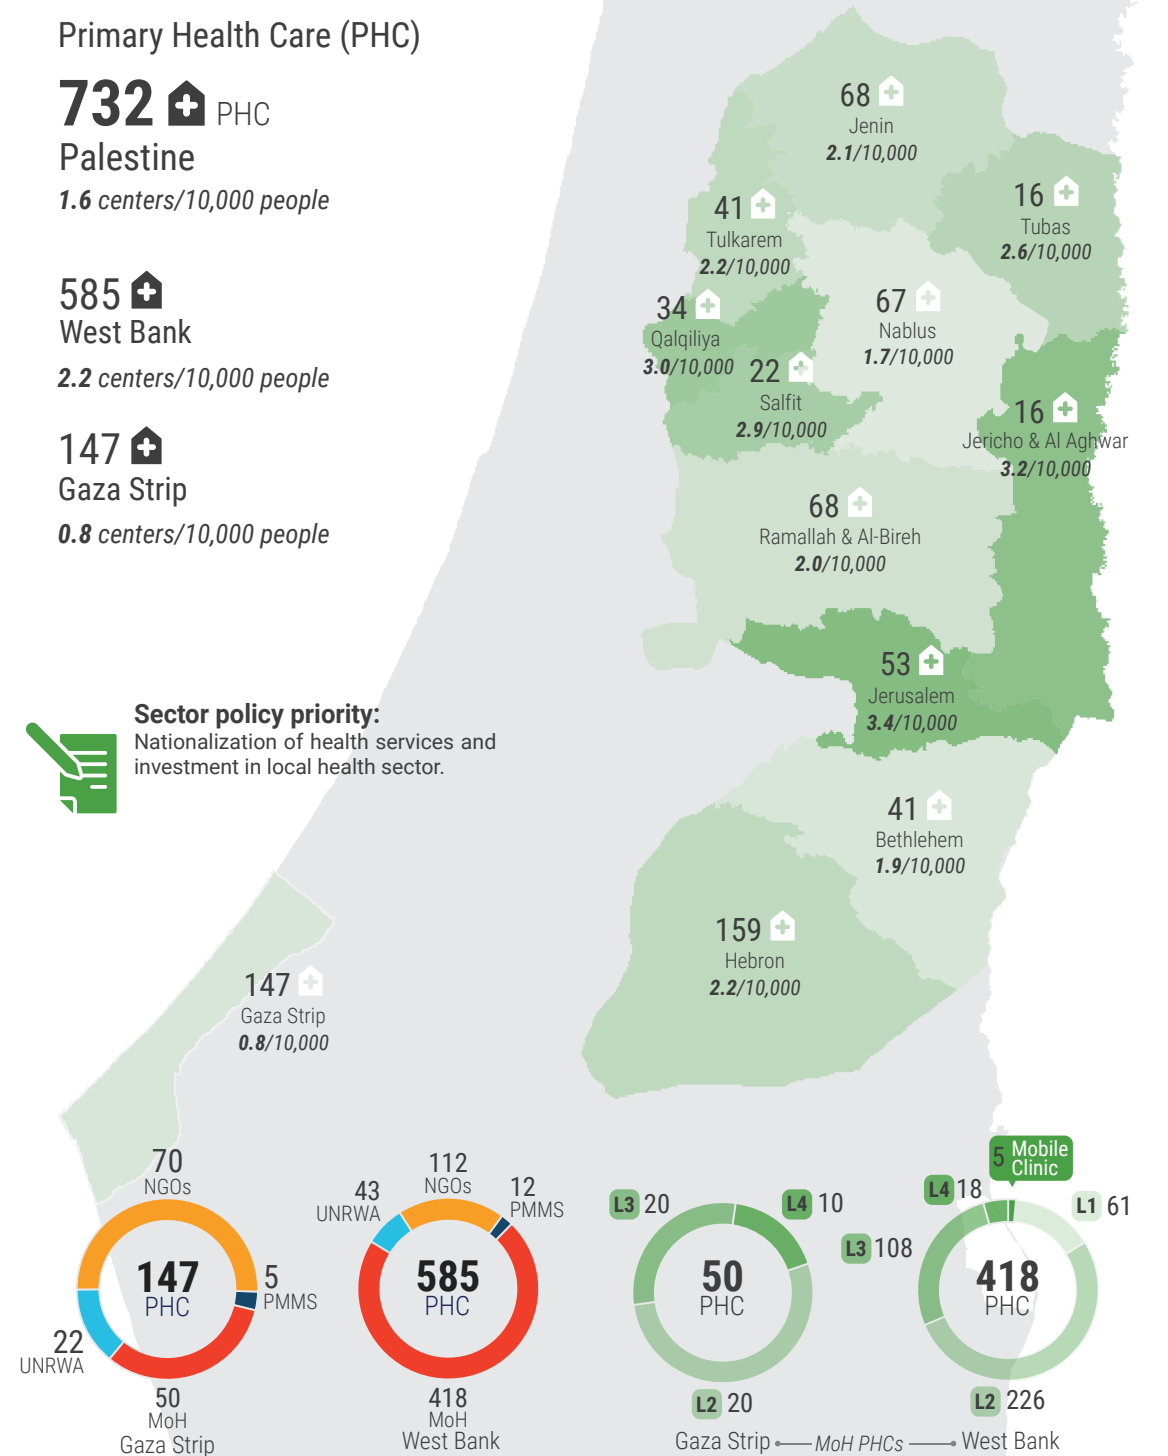 Primary Health Care (PHC)
732 PHC
Palestine
1.6 centers/10,000 people
585
West Bank
2.2 centers/10,000 people
147
Gaza Strip
0.8 centers/10,000 people
68
Jenin
2.1/10,000
16
Tubas
2.6/10,000
41
Tulkarem
2.2/10,000
67
Nablus
1.7/10,000
34
Qalqiliya
3.0/10,000
22
Salfit
2.9/10,000
16
Jericho & Al Aghwar
3.2/10,000
68
Ramallah & Al-Bireh
2.0/10,000
53
Jerusalem
3.4/10,000
Sector policy priority:
Nationalization of health services and
investment in local health sector.
41
Bethlehem
1.9/10,000
159
Hebron
2.2/10,000
147
Gaza Strip
0.8/10,000
70
NGOs
5
PMMS
147
PHC
22
UNRWA
50
MoH
Gaza Strip
112
NGOs
12
PMMS
43
UNRWA
585
PHC
418
MoH
West Bank
L3 20
L4 10
50
PHC
L2 20
Gaza Strip
MoH PHCs
5 Mobile
Clinic
L4 18
L1 61
L3 108
418
PHC
L2 226
West Bank